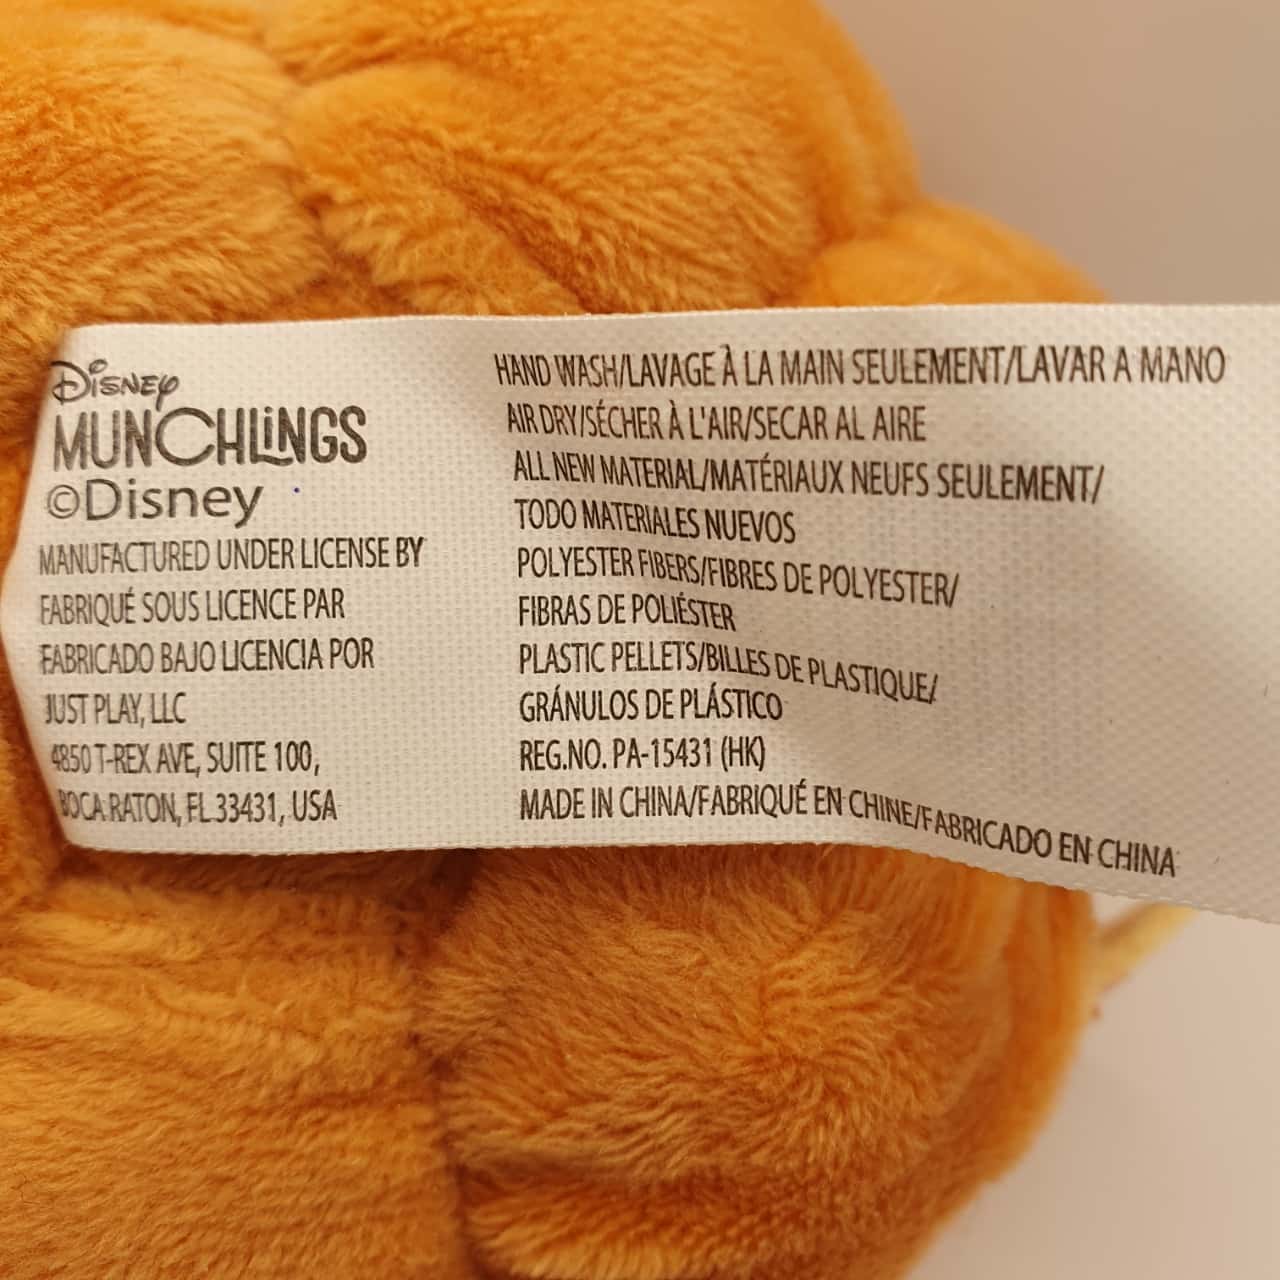 Disney
MUNCHLINGS
©Disney
MANUFACTURED UNDER LICENSE BY
FABRIQUÉ SOUS LICENCE PAR
FABRICADO BAJO LICENCIA POR
JUST PLAY, LLC
4850 T-REX AVE, SUITE 100,
BOCA RATON, FL 33431, USA
HAND WASH/LAVAGE À LA MAIN SEULEMENT/LAVAR A MANO
AIR DRY/SÉCHER À L'AIR/SECAR AL AIRE
ALL NEW MATERIAL/MATÉRIAUX NEUFS SEULEMENT/
TODO MATERIALES NUEVOS
POLYESTER FIBERS/FIBRES DE POLYESTER/
FIBRAS DE POLIÉSTER
PLASTIC PELLETS/BILLES DE PLASTIQUE/
GRÁNULOS DE PLÁSTICO
REG.NO. PA-15431 (HK)
MADE IN CHINA/FABRIQUÉ EN CHINE/FABRICADO EN CHINA